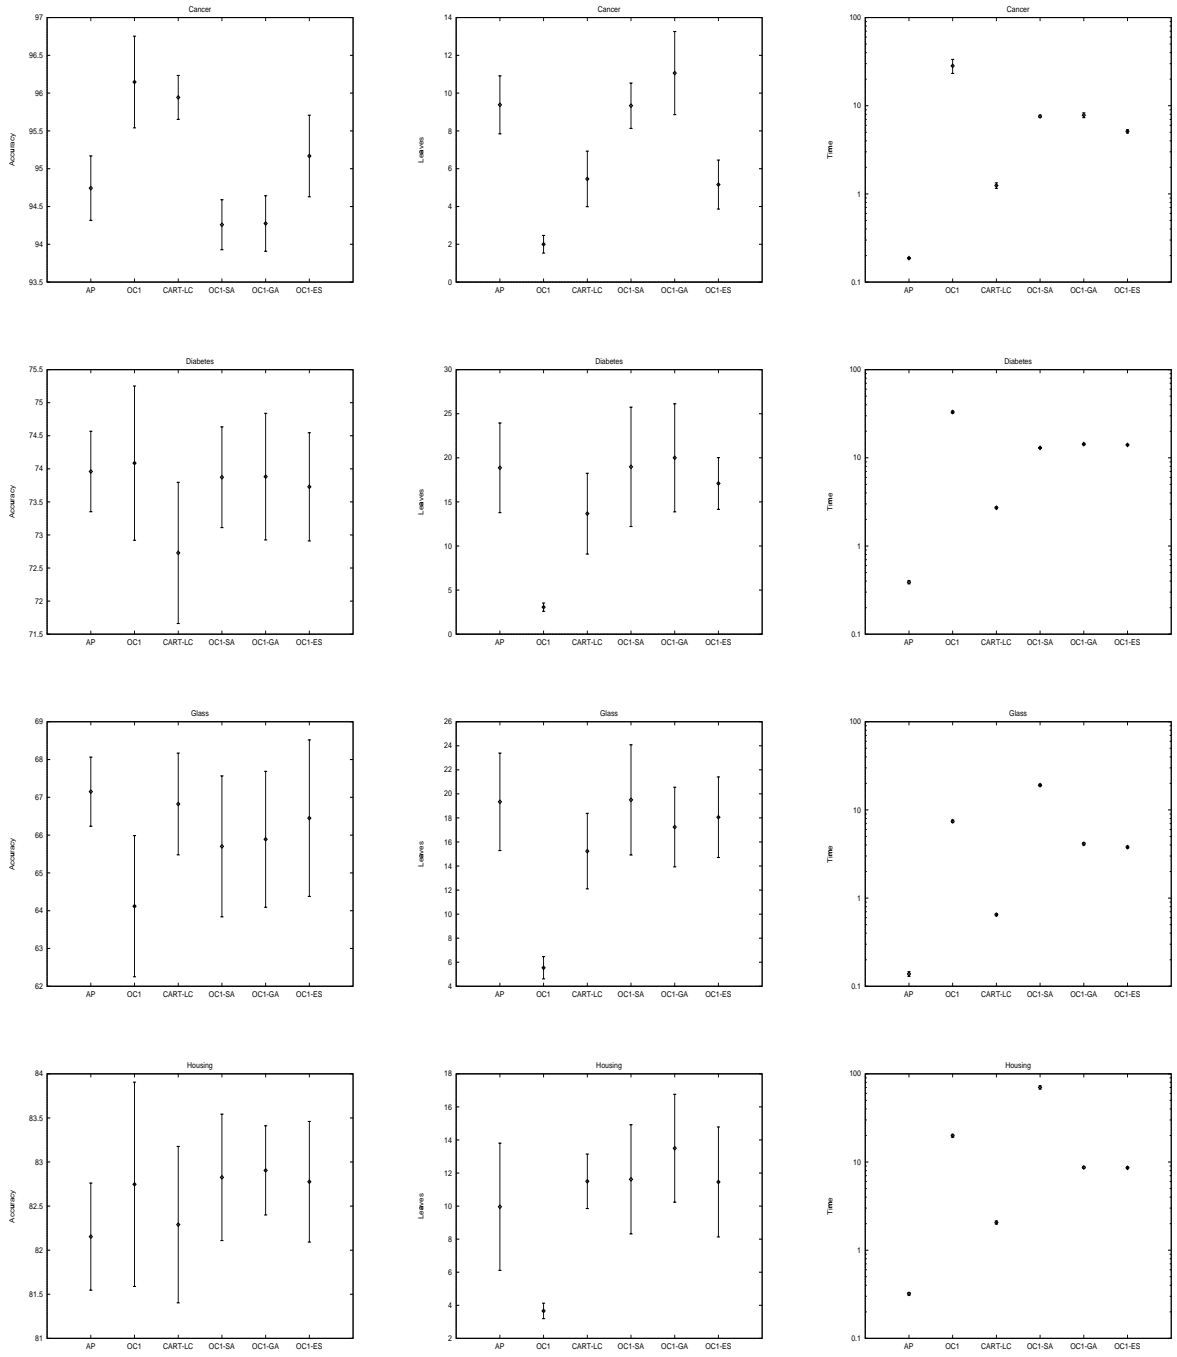 Cancer
97
96.5
96
95.5
95
94.5
94
93.5
Accuracy
AP OC1 CART-LC OC1-SA OC1-GA OC1-ES
Cancer
14
12
10
8
6
4
2
0
Leaves
AP OC1 CART-LC OC1-SA OC1-GA OC1-ES
Cancer
100
10
1
0.1
Time
AP OC1 CART-LC OC1-SA OC1-GA OC1-ES
Diabetes
75.5
75
74.5
74
73.5
73
72.5
72
71.5
Accuracy
AP OC1 CART-LC OC1-SA OC1-GA OC1-ES
Diabetes
30
25
20
15
10
5
0
Leaves
AP OC1 CART-LC OC1-SA OC1-GA OC1-ES
Diabetes
100
10
1
0.1
Time
AP OC1 CART-LC OC1-SA OC1-GA OC1-ES
Glass
69
68
67
66
65
64
63
62
Accuracy
AP OC1 CART-LC OC1-SA OC1-GA OC1-ES
Glass
26
24
22
20
18
16
14
12
10
8
6
4
Leaves
AP OC1 CART-LC OC1-SA OC1-GA OC1-ES
Glass
100
10
1
0.1
Time
AP OC1 CART-LC OC1-SA OC1-GA OC1-ES
Housing
84
83.5
83
82.5
82
81.5
81
Accuracy
AP OC1 CART-LC OC1-SA OC1-GA OC1-ES
Housing
18
16
14
12
10
8
6
4
2
Leaves
AP OC1 CART-LC OC1-SA OC1-GA OC1-ES
Housing
100
10
1
0.1
Time
AP OC1 CART-LC OC1-SA OC1-GA OC1-ES